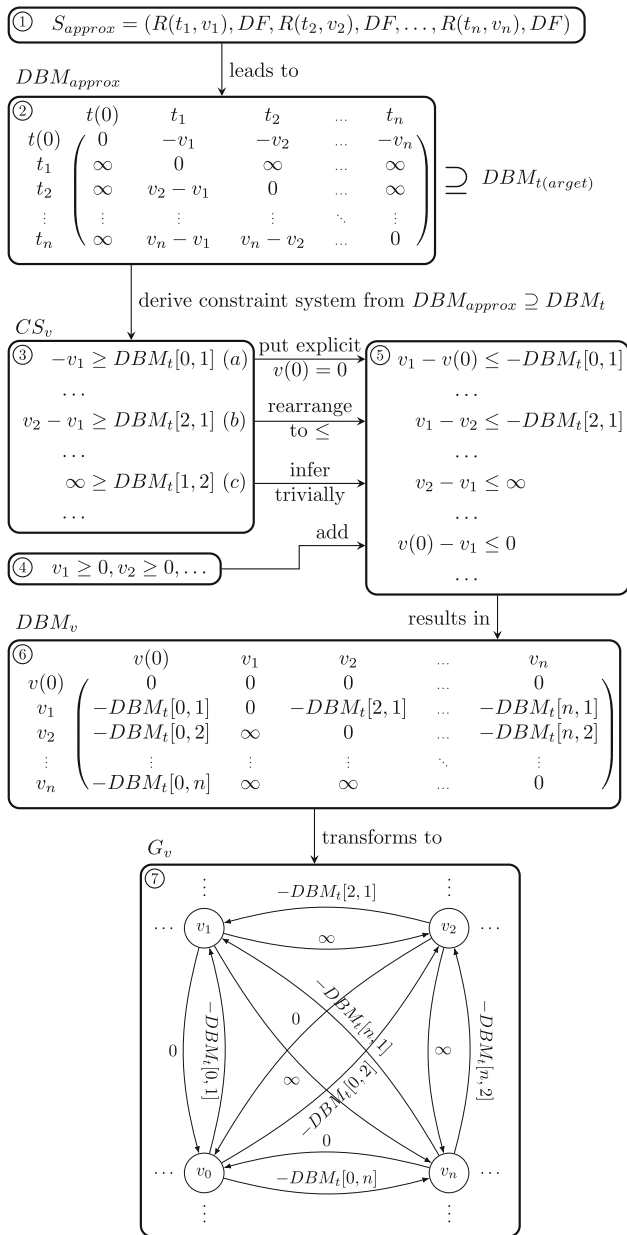 ① S_approx = (R(t_1, v_1), DF, R(t_2, v_2), DF, . . . , R(t_n, v_n), DF)
leads to
DBM_approx
②
t(0) t_1 t_2 ... t_n
t(0) 0 −v_1 −v_2 ... −v_n
t_1 ∞ 0 ∞ ... ∞
t_2 ∞ v_2 − v_1 0 ... ∞
⋮ ⋮ ⋮ ⋮ ⋱ ⋮
t_n ∞ v_n − v_1 v_n − v_2 ... 0
⊇ DBM_t(arget)
derive constraint system from DBM_approx ⊇ DBM_t
CS_v
③ −v_1 ≥ DBM_t[0, 1] (a)
. . .
v_2 − v_1 ≥ DBM_t[2, 1] (b)
. . .
∞ ≥ DBM_t[1, 2] (c)
. . .
put explicit
v(0) = 0
rearrange
to ≤
infer
trivially
add
④ v_1 ≥ 0, v_2 ≥ 0, . . .
⑤ v_1 − v(0) ≤ −DBM_t[0, 1]
. . .
v_1 − v_2 ≤ −DBM_t[2, 1]
. . .
v_2 − v_1 ≤ ∞
. . .
v(0) − v_1 ≤ 0
. . .
results in
DBM_v
⑥
v(0) v_1 v_2 ... v_n
v(0) 0 0 0 ... 0
v_1 −DBM_t[0, 1] 0 −DBM_t[2, 1] ... −DBM_t[n, 1]
v_2 −DBM_t[0, 2] ∞ 0 ... −DBM_t[n, 2]
⋮ ⋮ ⋮ ⋮ ⋱ ⋮
v_n −DBM_t[0, n] ∞ ∞ ... 0
transforms to
G_v
⑦
⋮ ⋮
−DBM_t[2, 1]
· · · v_1 v_2 · · ·
∞
0
−DBM_t[0, 1]
0
−DBM_t[n, 1]
∞
−DBM_t[n, 2]
∞
−DBM_t[0, 2]
0
· · · v_0 v_n · · ·
−DBM_t[0, n]
⋮ ⋮